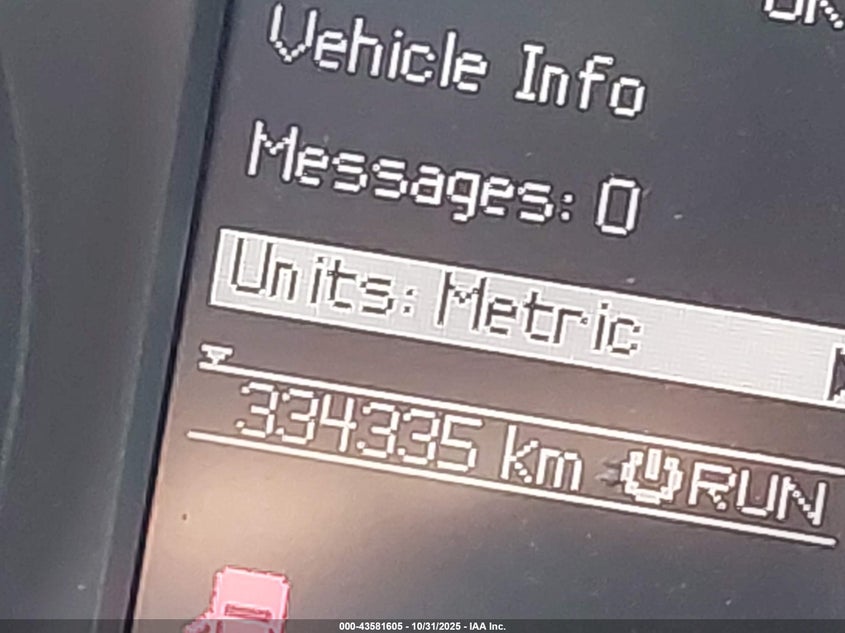 Vehicle Info
Messages: 0
Units: Metric
334335 km RUN
000-43581605 - 10/31/2025 - IAA Inc.